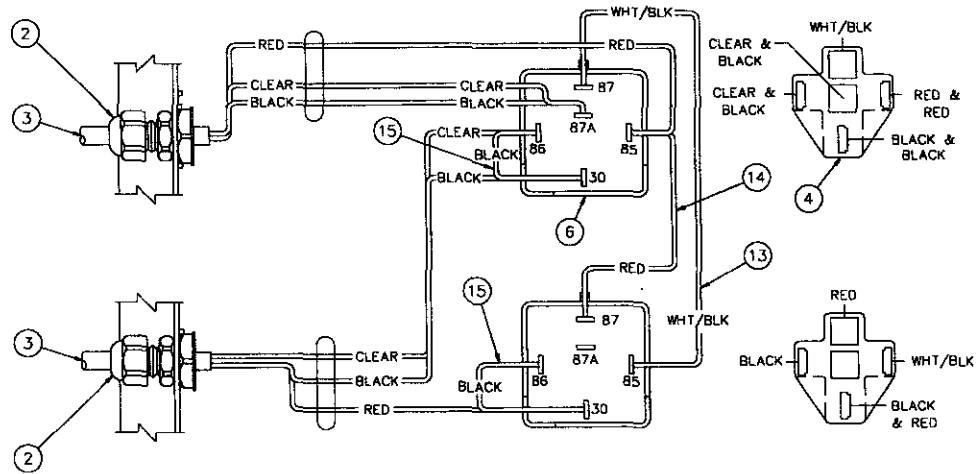 WHT/BLK
2
RED
RED
WHT/BLK
CLEAR & BLACK
3
CLEAR
CLEAR
87
CLEAR & BLACK
RED & RED
BLACK
BLACK
87A
15
CLEAR
86
85
BLACK
BLACK & BLACK
BLACK
30
14
4
6
13
RED
15
RED
87
WHT/BLK
3
CLEAR
87A
BLACK
WHT/BLK
BLACK
86
85
BLACK
RED
30
BLACK & RED
2